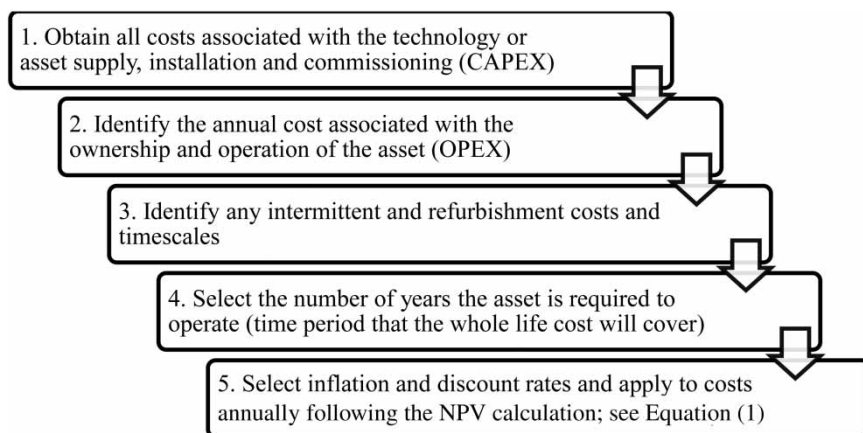 1. Obtain all costs associated with the technology or
asset supply, installation and commissioning (CAPEX)
2. Identify the annual cost associated with the
ownership and operation of the asset (OPEX)
3. Identify any intermittent and refurbishment costs and
timescales
4. Select the number of years the asset is required to
operate (time period that the whole life cost will cover)
5. Select inflation and discount rates and apply to costs
annually following the NPV calculation; see Equation (1)